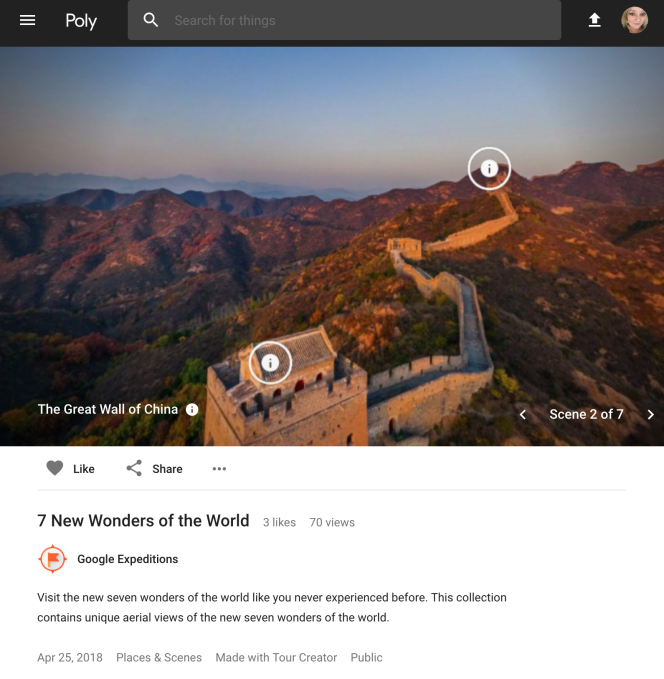 Poly
Search for things
The Great Wall of China
Scene 2 of 7
Like
Share
7 New Wonders of the World 3 likes 70 views
Google Expeditions
Visit the new seven wonders of the world like you never experienced before. This collection
contains unique aerial views of the new seven wonders of the world.
Apr 25, 2018 Places & Scenes Made with Tour Creator Public